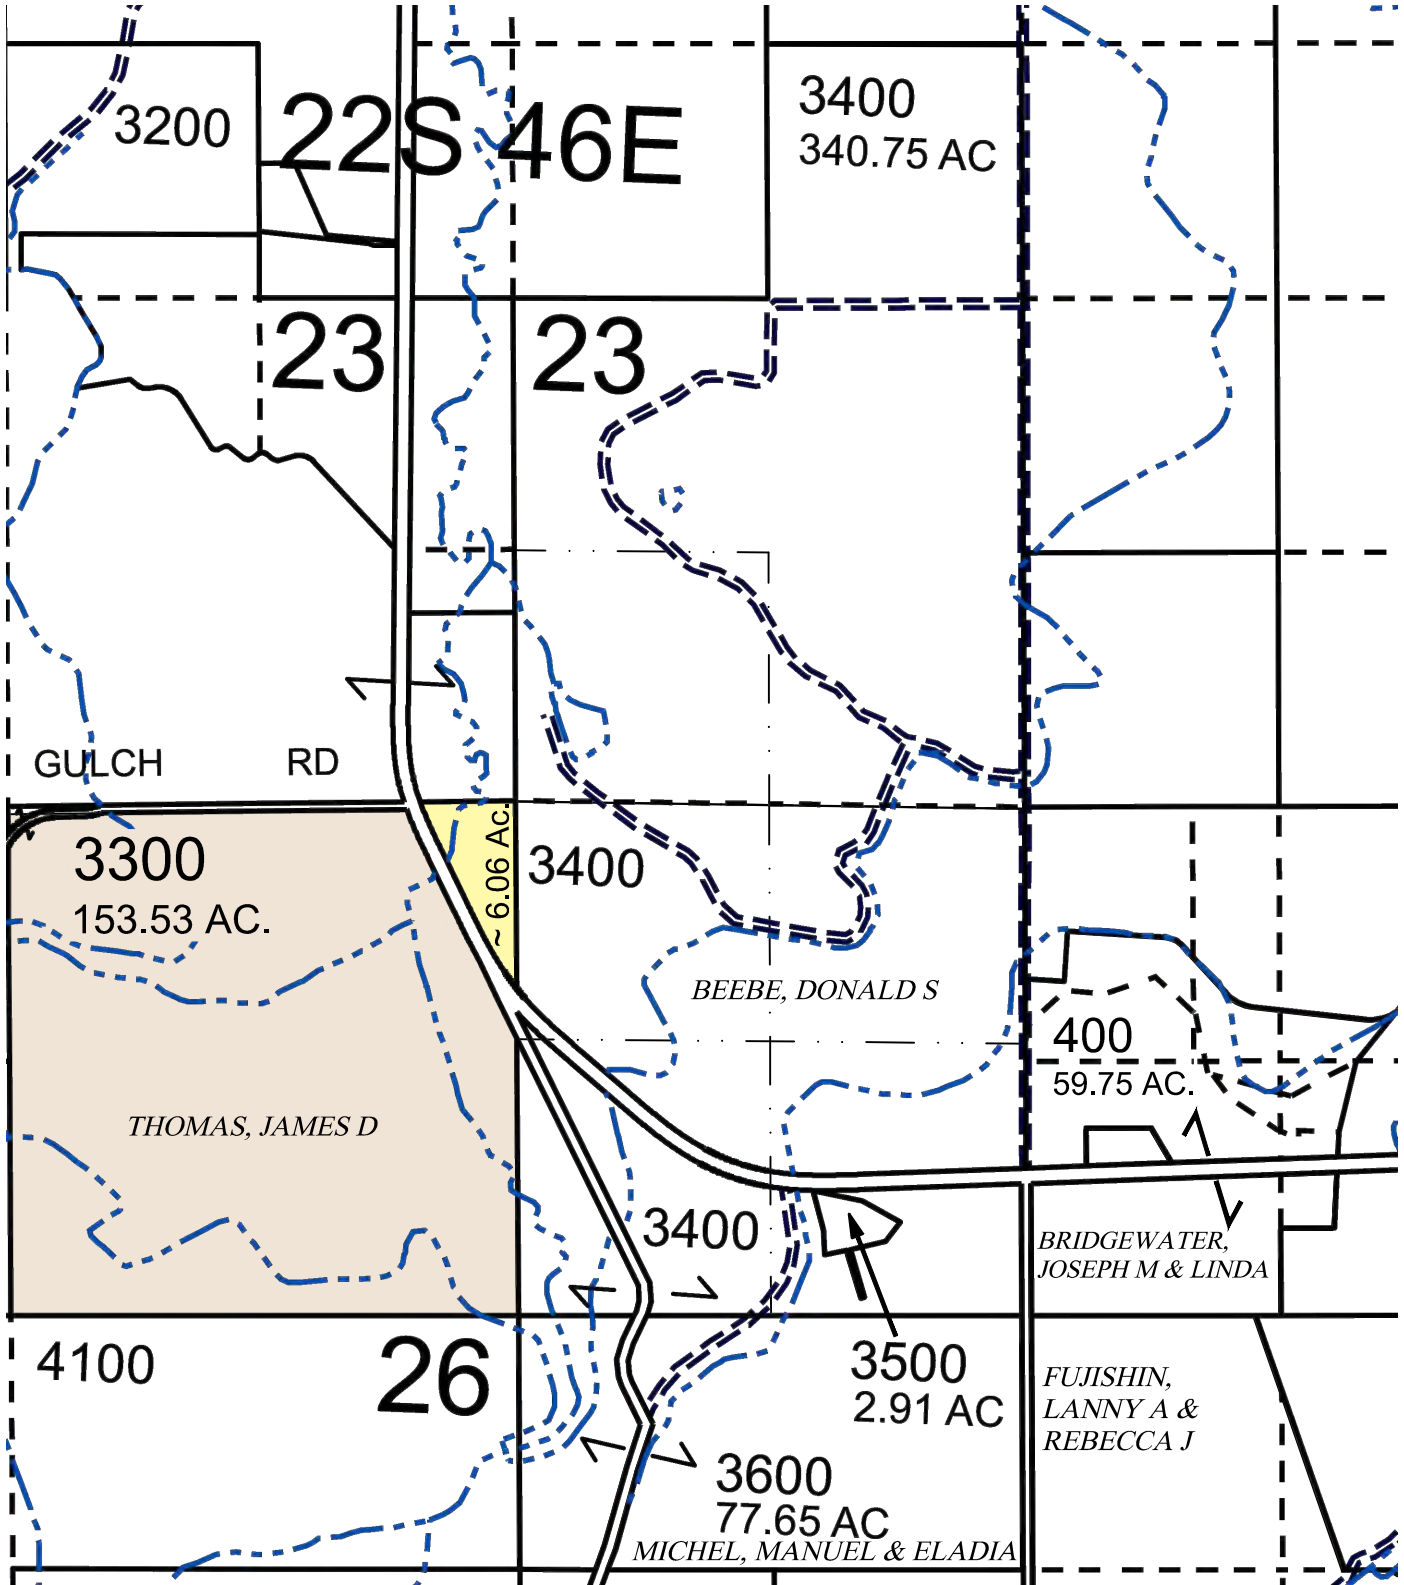 3200
22S 46E
3400
340.75 AC
23
23
GULCH RD
3300
153.53 AC.
~ 6.06 Ac.
3400
BEEBE, DONALD S
400
59.75 AC.
THOMAS, JAMES D
3400
BRIDGEWATER,
JOSEPH M & LINDA
4100
26
3500
2.91 AC
FUJISHIN,
LANNY A &
REBECCA J
3600
77.65 AC
MICHEL, MANUEL & ELADIA